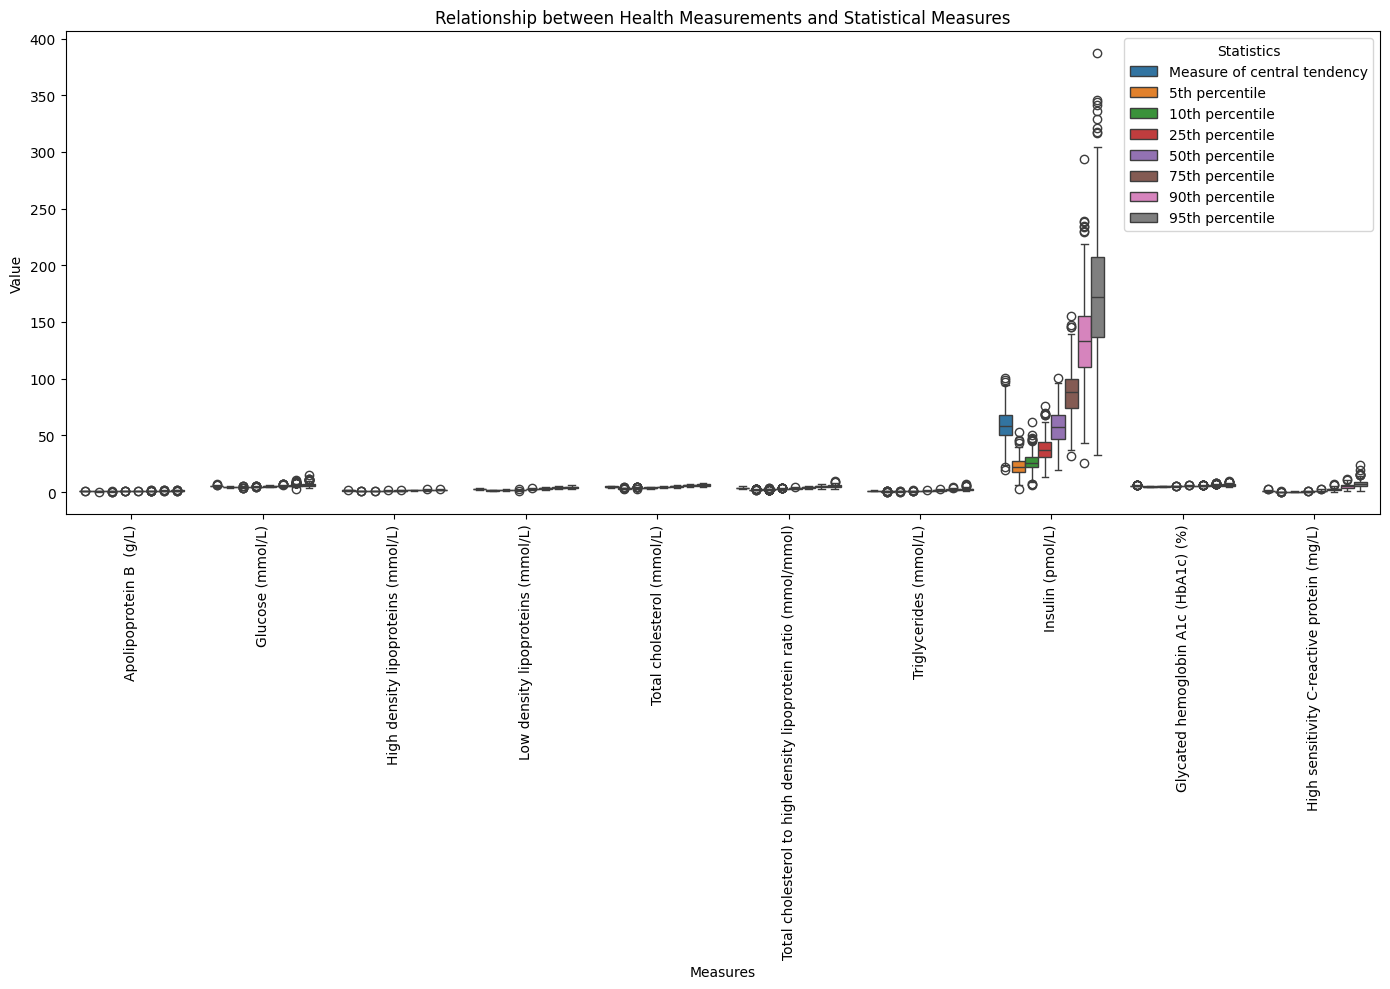 Relationship between Health Measurements and Statistical Measures
Value
400
350
300
250
200
150
100
50
0
Statistics
Measure of central tendency
5th percentile
10th percentile
25th percentile
50th percentile
75th percentile
90th percentile
95th percentile
Apolipoprotein B  (g/L)
Glucose (mmol/L)
High density lipoproteins (mmol/L)
Low density lipoproteins (mmol/L)
Total cholesterol (mmol/L)
Total cholesterol to high density lipoprotein ratio (mmol/mmol)
Triglycerides (mmol/L)
Insulin (pmol/L)
Glycated hemoglobin A1c (HbA1c) (%)
High sensitivity C-reactive protein (mg/L)
Measures